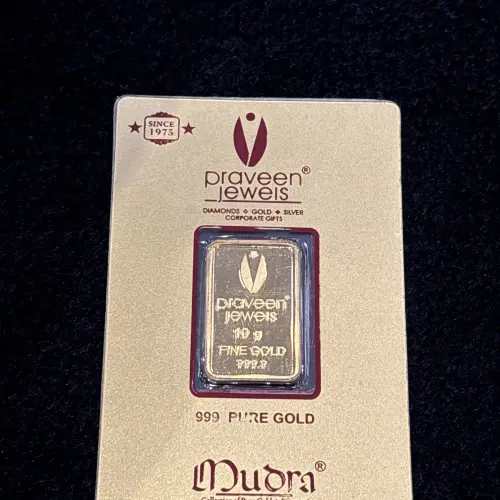 SINCE
1975
praveen®
jewels
DIAMONDS ◇ GOLD ◆ SILVER
CORPORATE GIFTS
praveen®
jewels
10 g
FINE GOLD
999.9
999 PURE GOLD
Mudra®